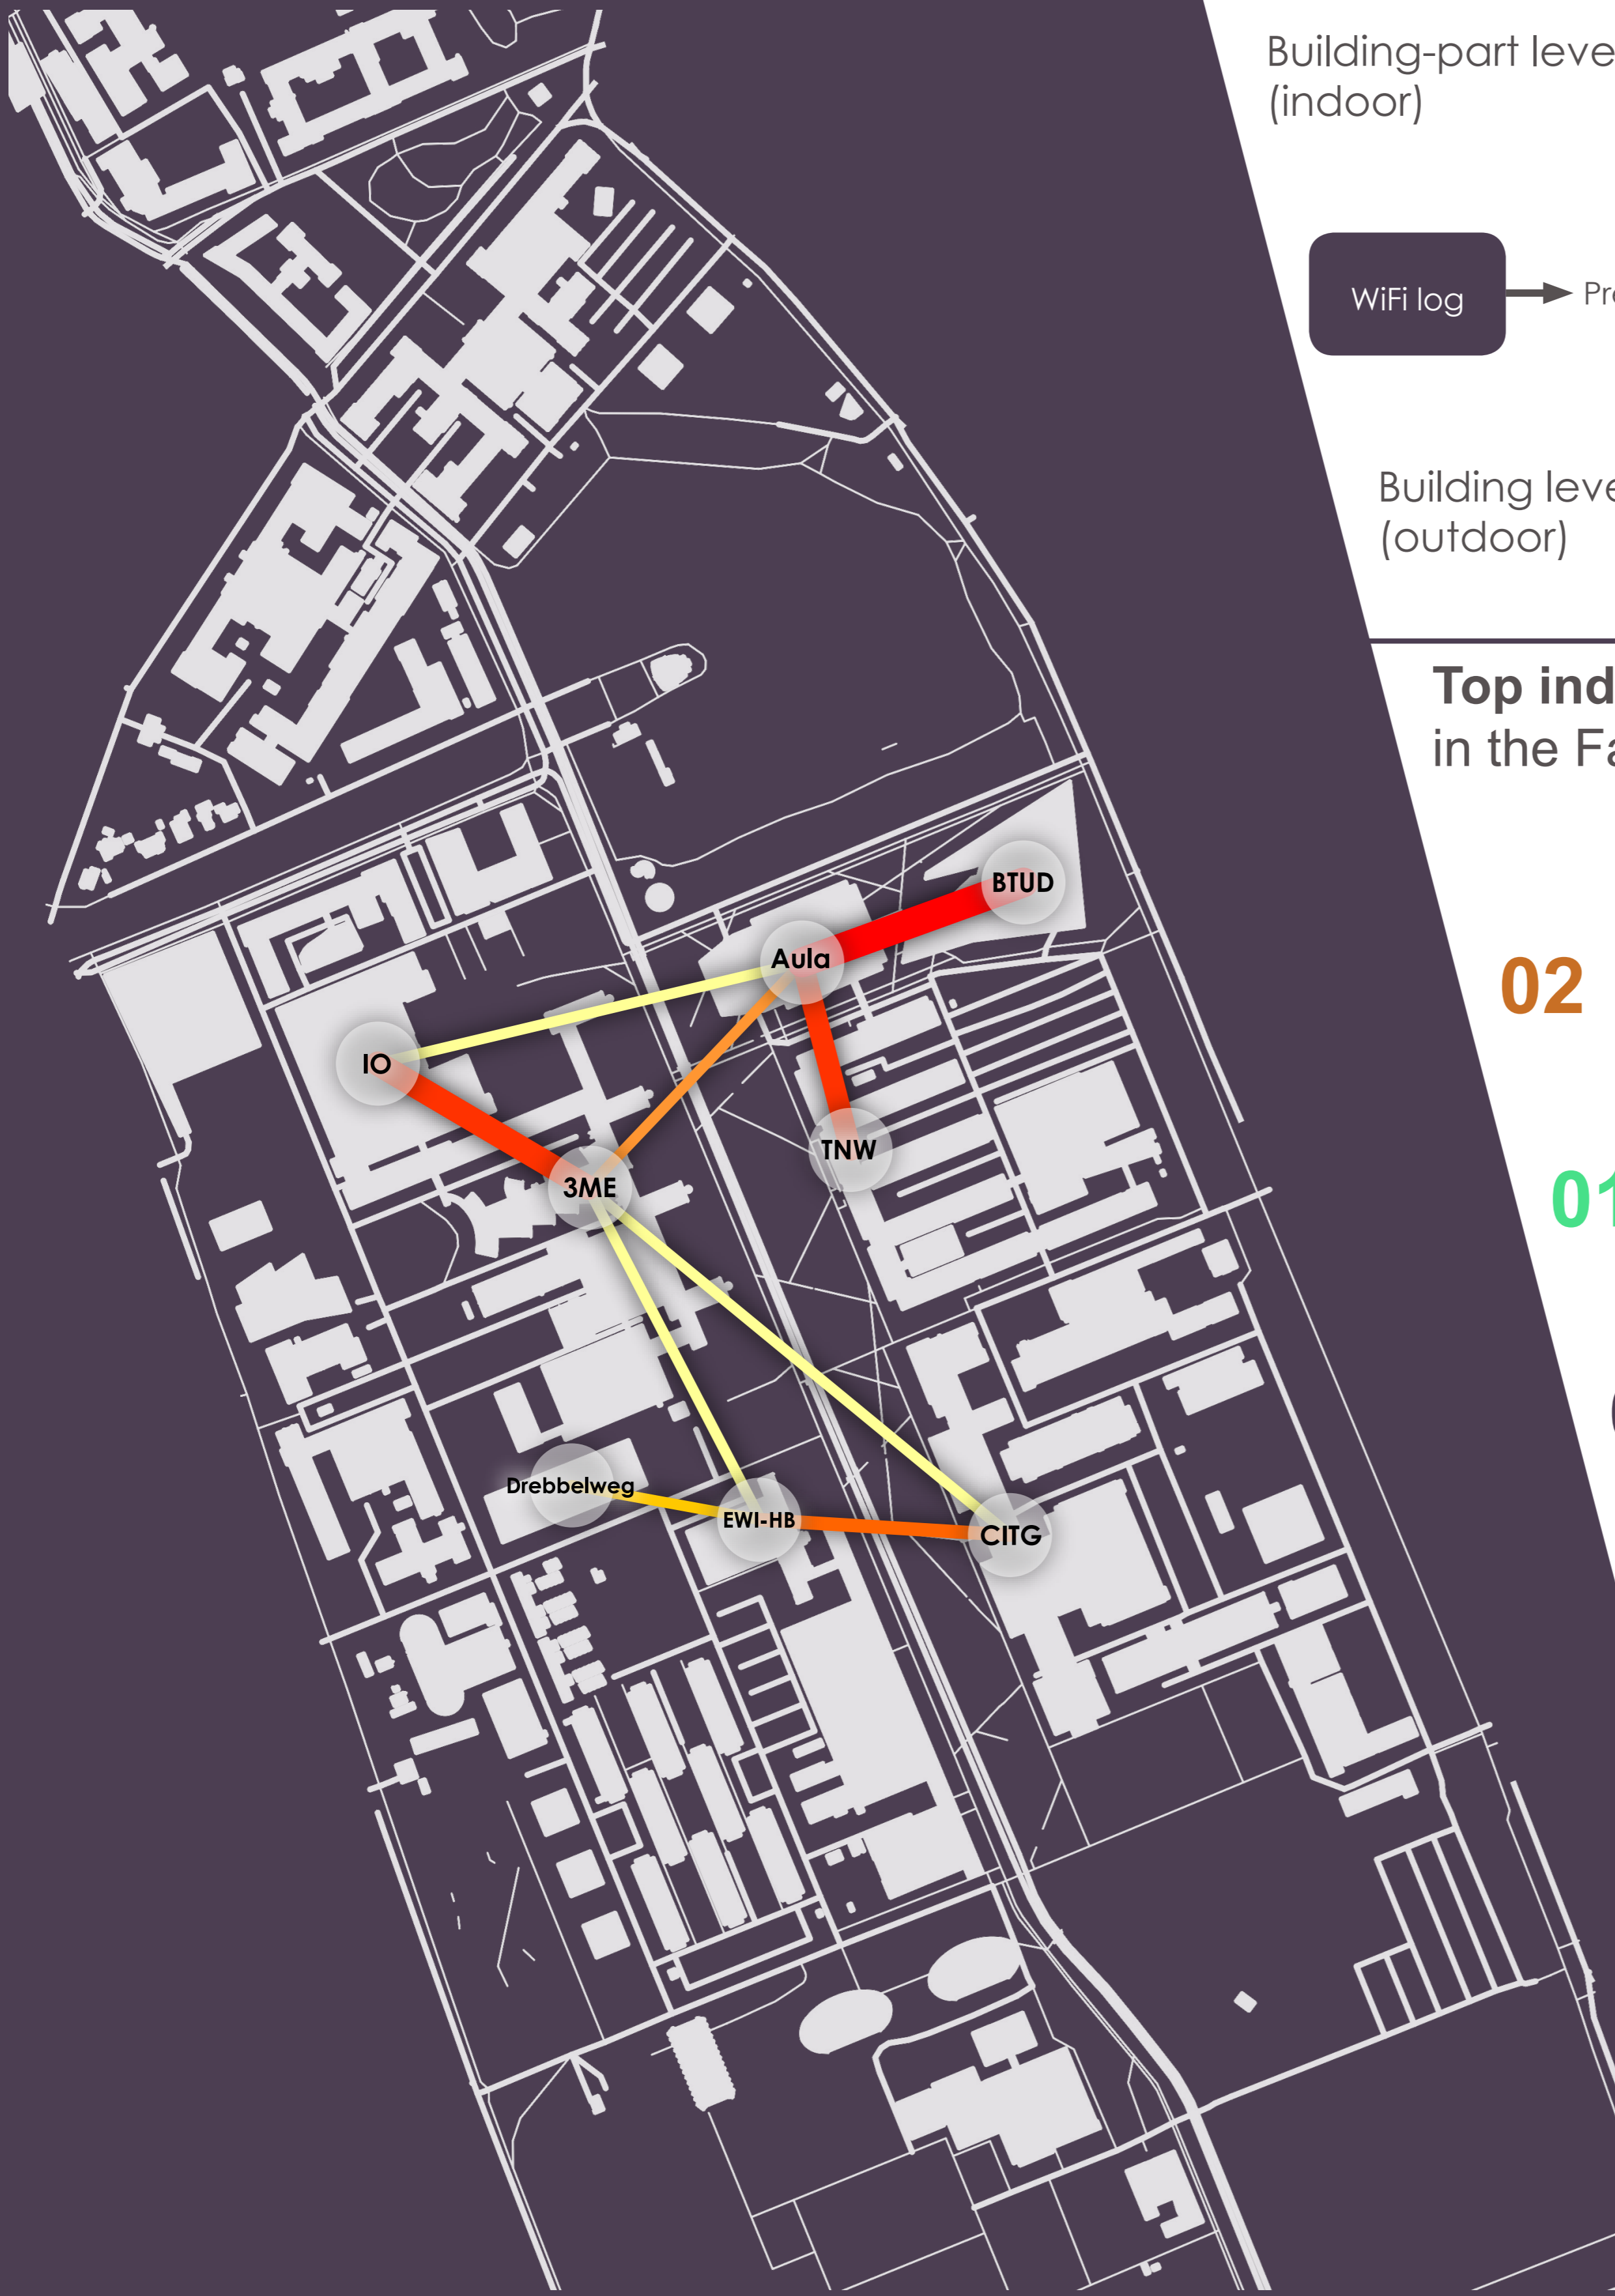 Building-part leve
(indoor)
WiFi log
Pre
Building leve
(outdoor)
Top ind
in the Fa
BTUD
Aula
IO
TNW
3ME
02
01
Drebbelweg
EWI-HB
CITG